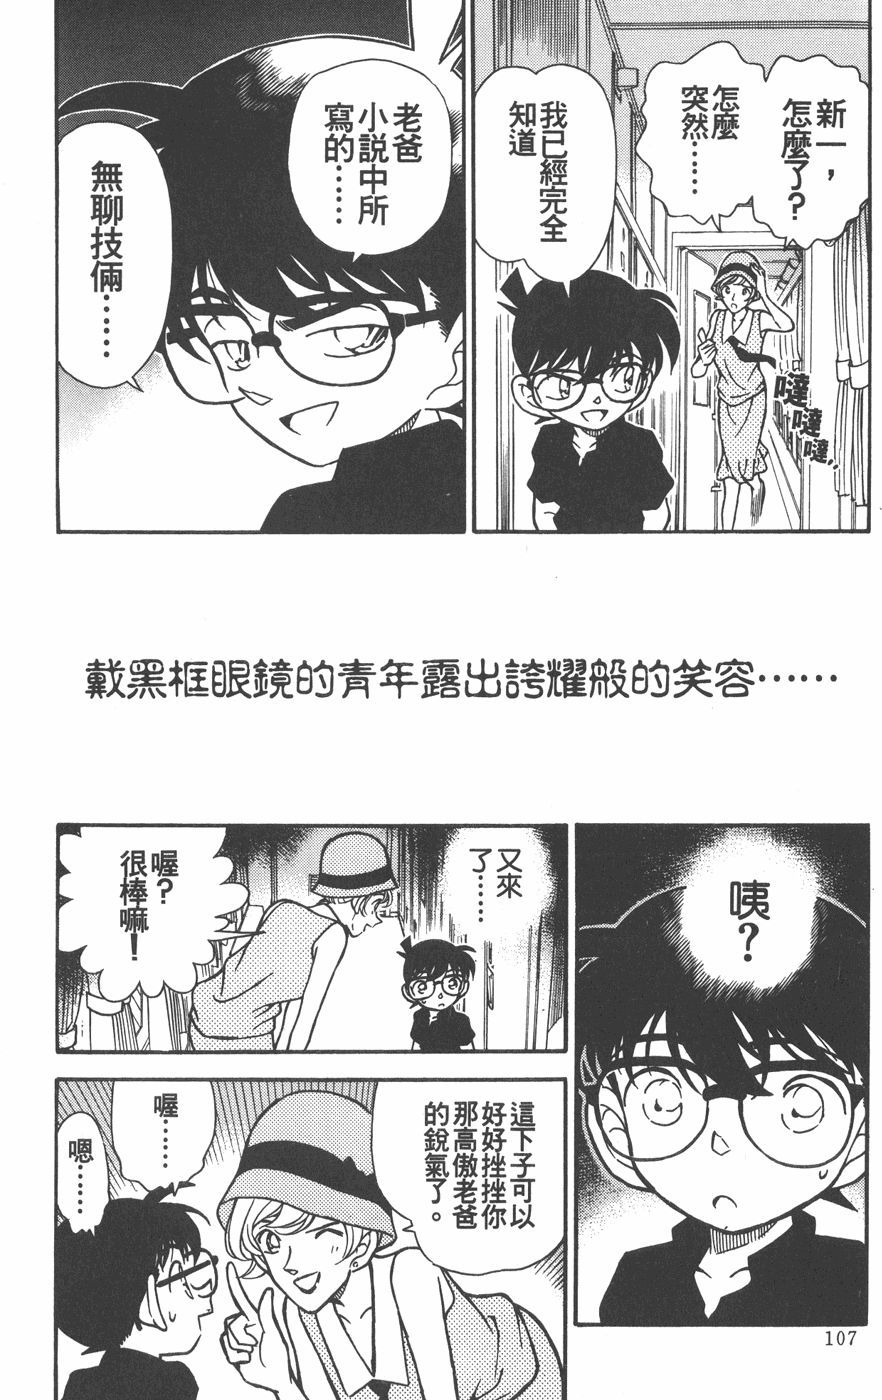 新一，
怎麼了？
怎麼
突然……
噠噠噠…
我已經完全
知道
老爸
小説中所
寫的……
無聊技倆……
戴黑框眼鏡的青年露出誇耀般的笑容……
咦？
又來
了……
喔？
很棒嘛！
這下子可以
好好挫挫你
那高傲老爸
的銳氣了。
喔……
嗯……
107